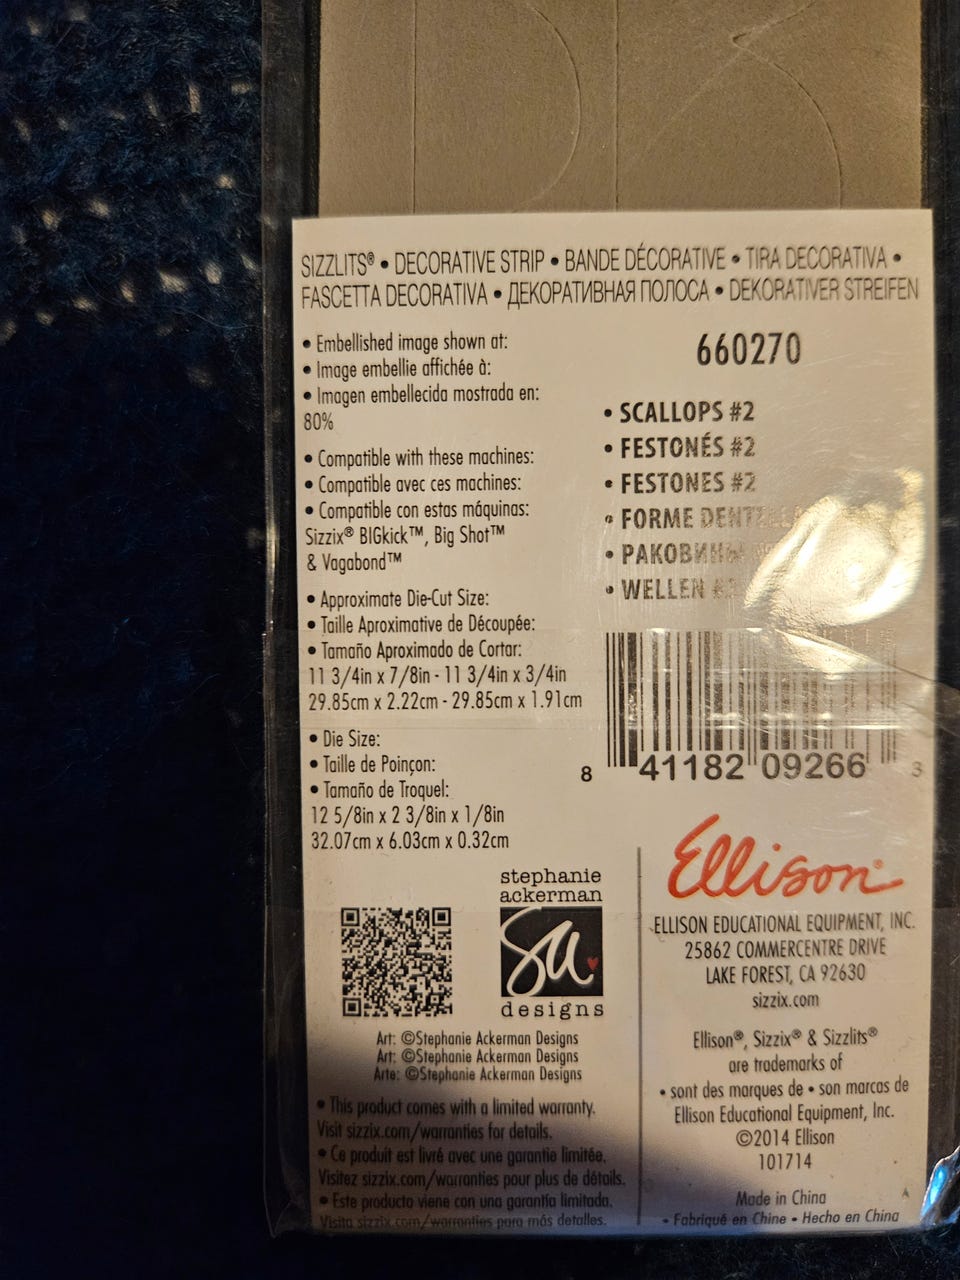 SIZZLITS® • DECORATIVE STRIP • BANDE DÉCORATIVE • TIRA DECORATIVA •
FASCETTA DECORATIVA • ДЕКОРАТИВНАЯ ПОЛОСА • DEKORATIVER STREIFEN
• Embellished image shown at:
• Image embellie affichée à:
• Imagen embellecida mostrada en:
80%
• Compatible with these machines:
• Compatible avec ces machines:
• Compatible con estas máquinas:
Sizzix® BIGkick™, Big Shot™
& Vagabond™
• Approximate Die-Cut Size:
• Taille Aproximative de Découpée:
• Tamaño Aproximado de Cortar:
11 3/4in x 7/8in - 11 3/4in x 3/4in
29.85cm x 2.22cm - 29.85cm x 1.91cm
• Die Size:
• Taille de Poinçon:
• Tamaño de Troquel:
12 5/8in x 2 3/8in x 1/8in
32.07cm x 6.03cm x 0.32cm
660270
• SCALLOPS #2
• FESTONÉS #2
• FESTONES #2
• FORME
•
• WELLEN
8 41182 09266 3
stephanie
ackerman
sa
designs
Art: ©Stephanie Ackerman Designs
Art: ©Stephanie Ackerman Designs
Arte: ©Stephanie Ackerman Designs
• This product comes with a limited warranty.
Visit sizzix.com/warranties for details.
• Ce produit est livré avec une garantie limitée.
Visitez sizzix.com/warranties pour plus de détails.
• Este producto viene con una garantía limitada.
Visita sizzix.com/warranties para más detalles.
Ellison®
ELLISON EDUCATIONAL EQUIPMENT, INC.
25862 COMMERCENTRE DRIVE
LAKE FOREST, CA 92630
sizzix.com
Ellison®, Sizzix® & Sizzlits®
are trademarks of
• sont des marques de • son marcas de
Ellison Educational Equipment, Inc.
©2014 Ellison
101714
Made in China
• Fabriqué en Chine • Hecho en China